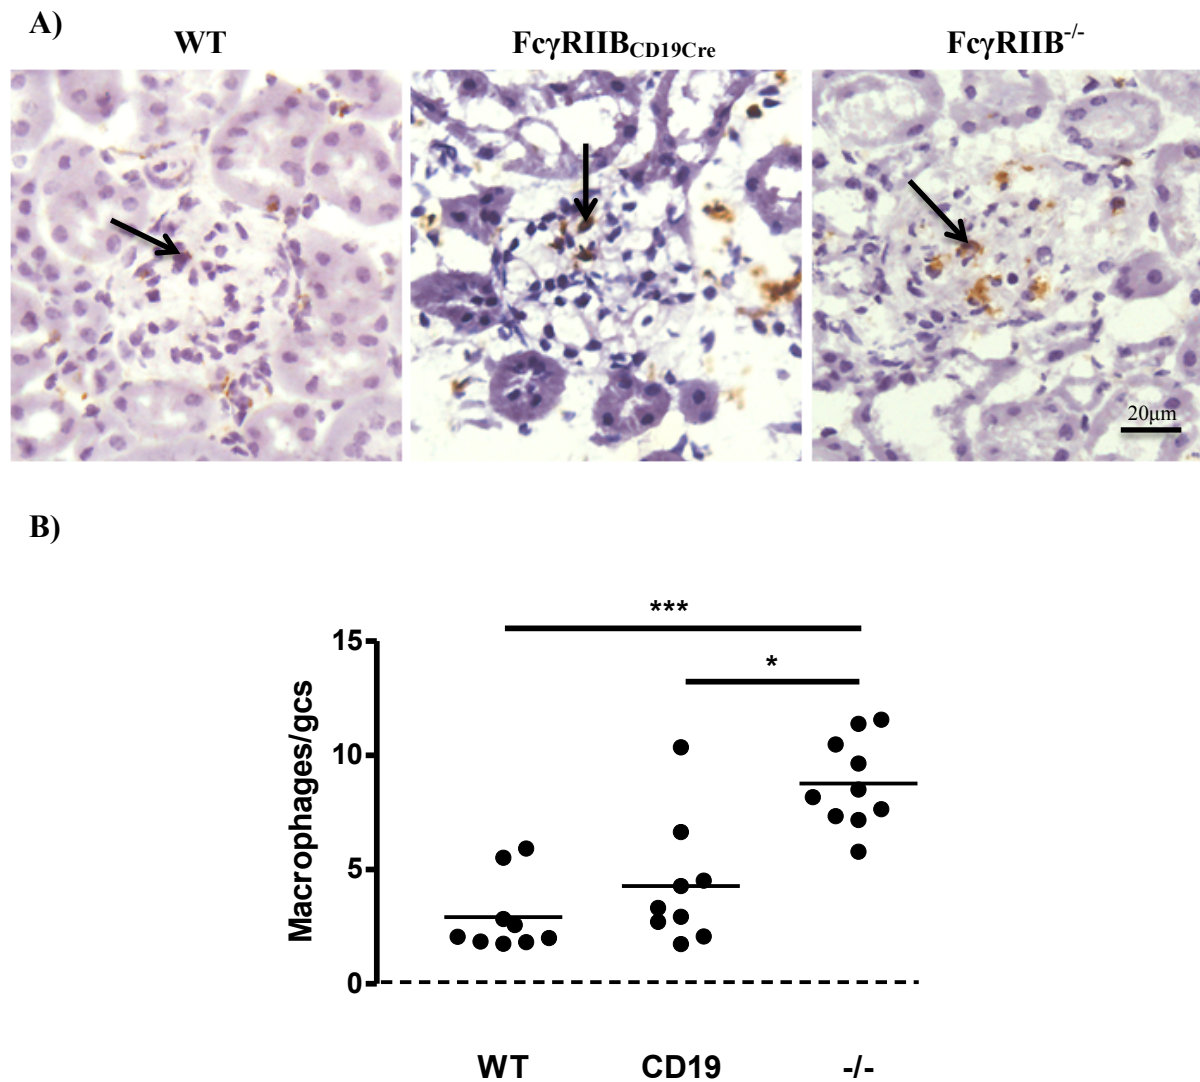 A)
WT
FcγRIIB_CD19Cre
FcγRIIB^-/-
20μm
B)
***
*
15
10
5
0
Macrophages/gcs
WT
CD19
-/-